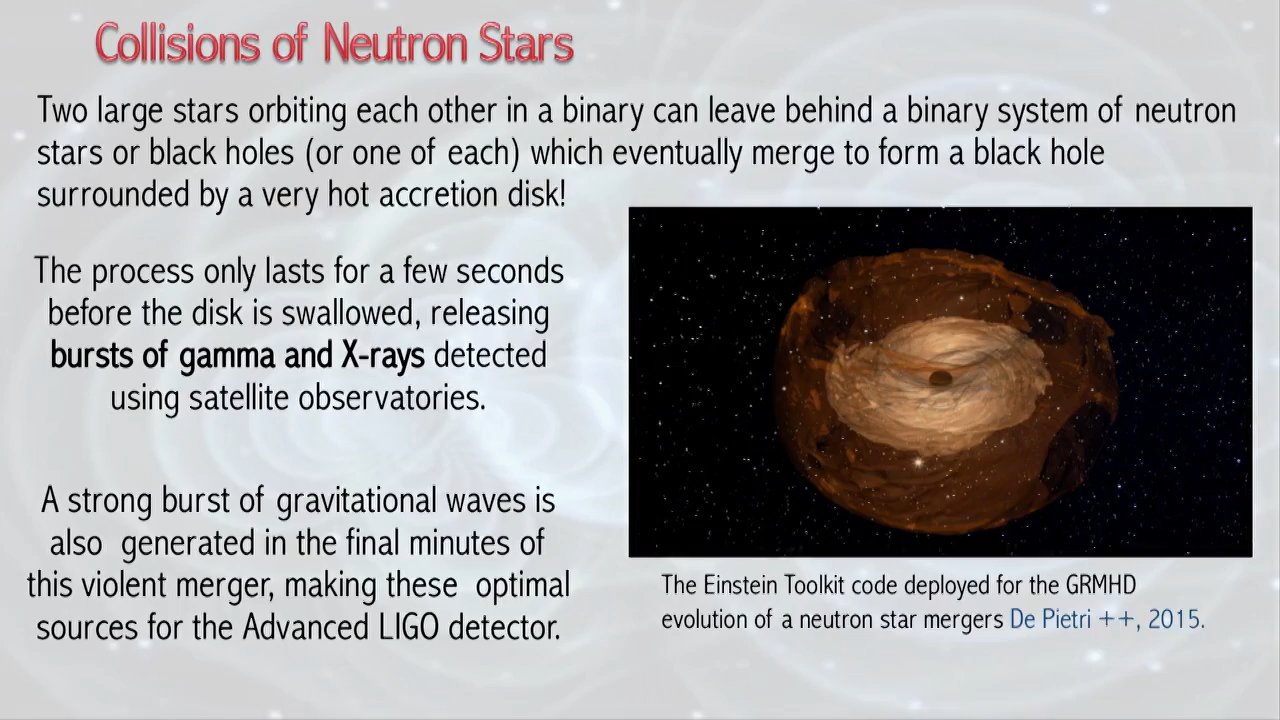 Collisions of Neutron Stars
Two large stars orbiting each other in a binary can leave behind a binary system of neutron
stars or black holes (or one of each) which eventually merge to form a black hole
surrounded by a very hot accretion disk!
The process only lasts for a few seconds
before the disk is swallowed, releasing
bursts of gamma and X-rays detected
using satellite observatories.
A strong burst of gravitational waves is
also generated in the final minutes of
this violent merger, making these optimal
sources for the Advanced LIGO detector.
The Einstein Toolkit code deployed for the GRMHD
evolution of a neutron star mergers De Pietri ++, 2015.